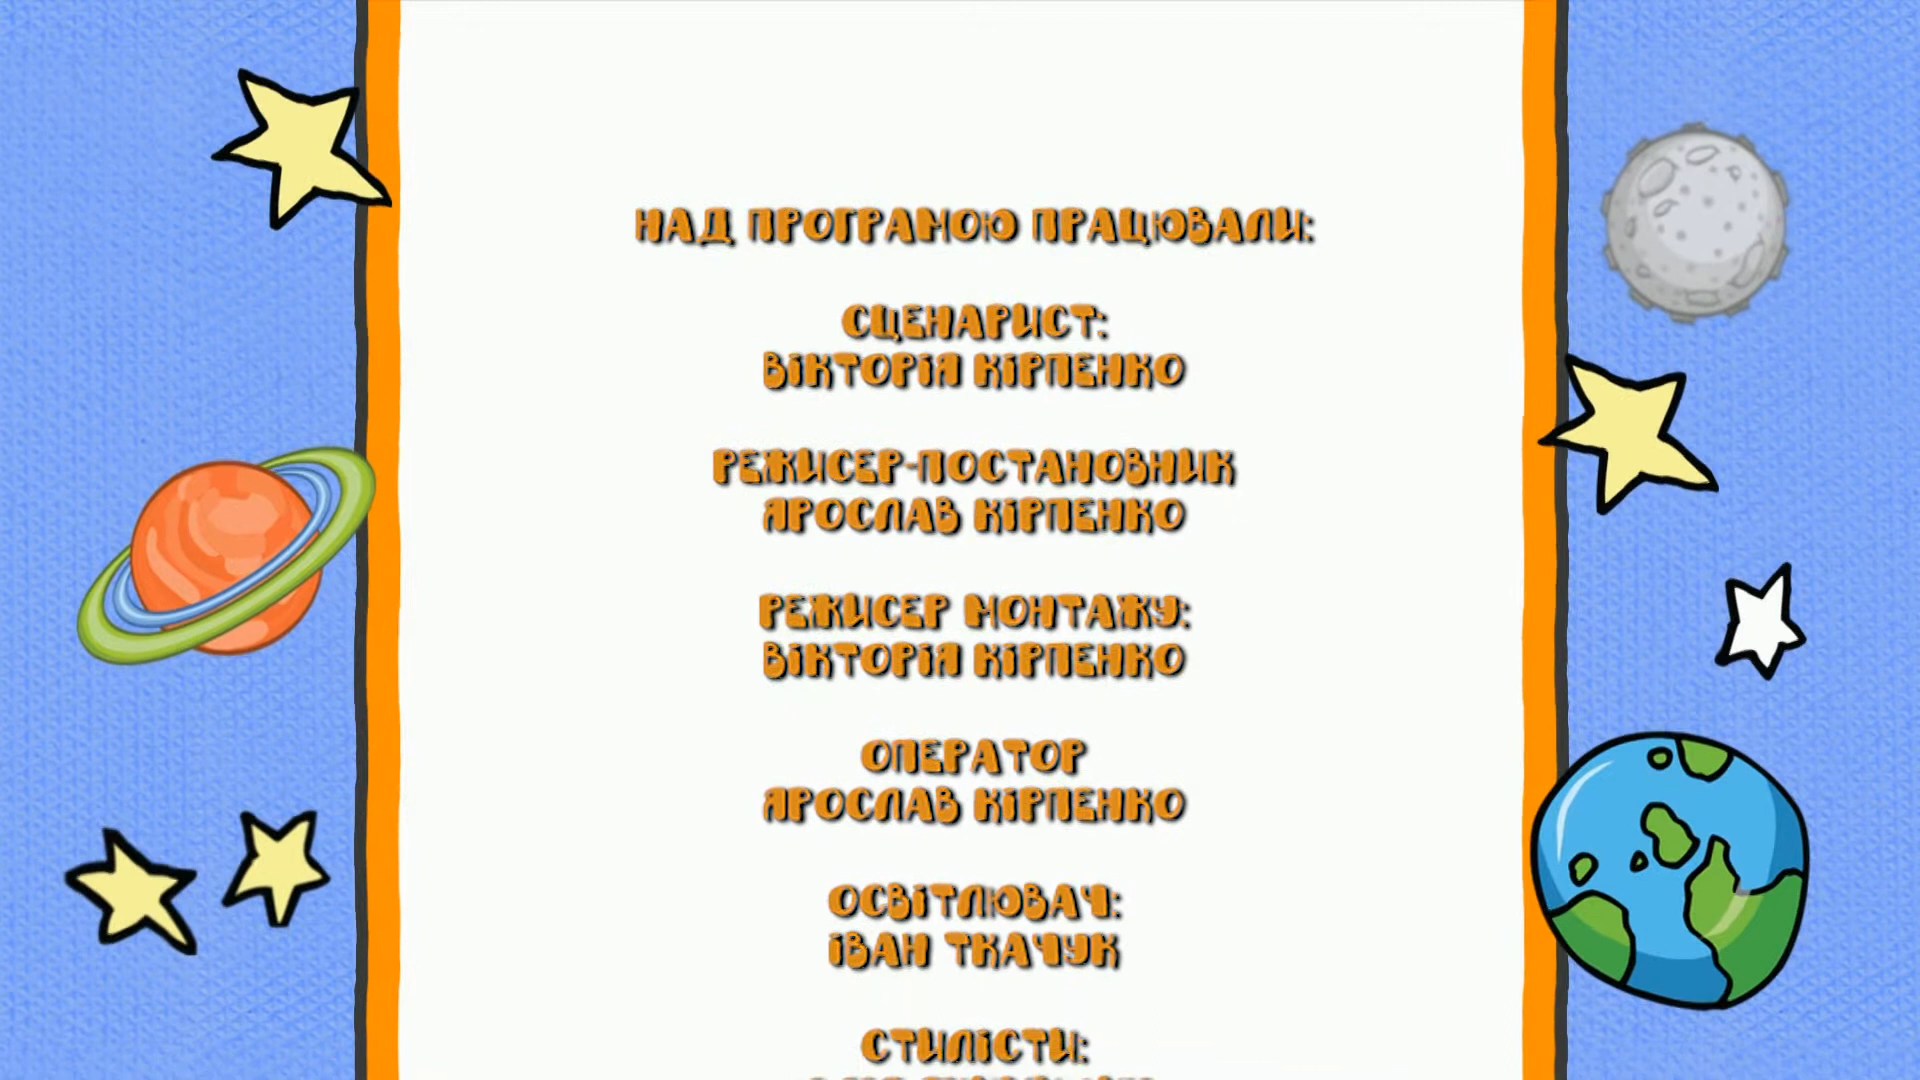 НАД ПРОГРАМОЮ ПРАЦЮВАЛИ:
СЦЕНАРИСТ:
ВІКТОРІЯ КІРПЕНКО
РЕЖИСЕР-ПОСТАНОВНИК
ЯРОСЛАВ КІРПЕНКО
РЕЖИСЕР МОНТАЖУ:
ВІКТОРІЯ КІРПЕНКО
ОПЕРАТОР
ЯРОСЛАВ КІРПЕНКО
ОСВІТЛЮВАЧ:
ІВАН ТКАЧУК
СТИЛІСТИ: